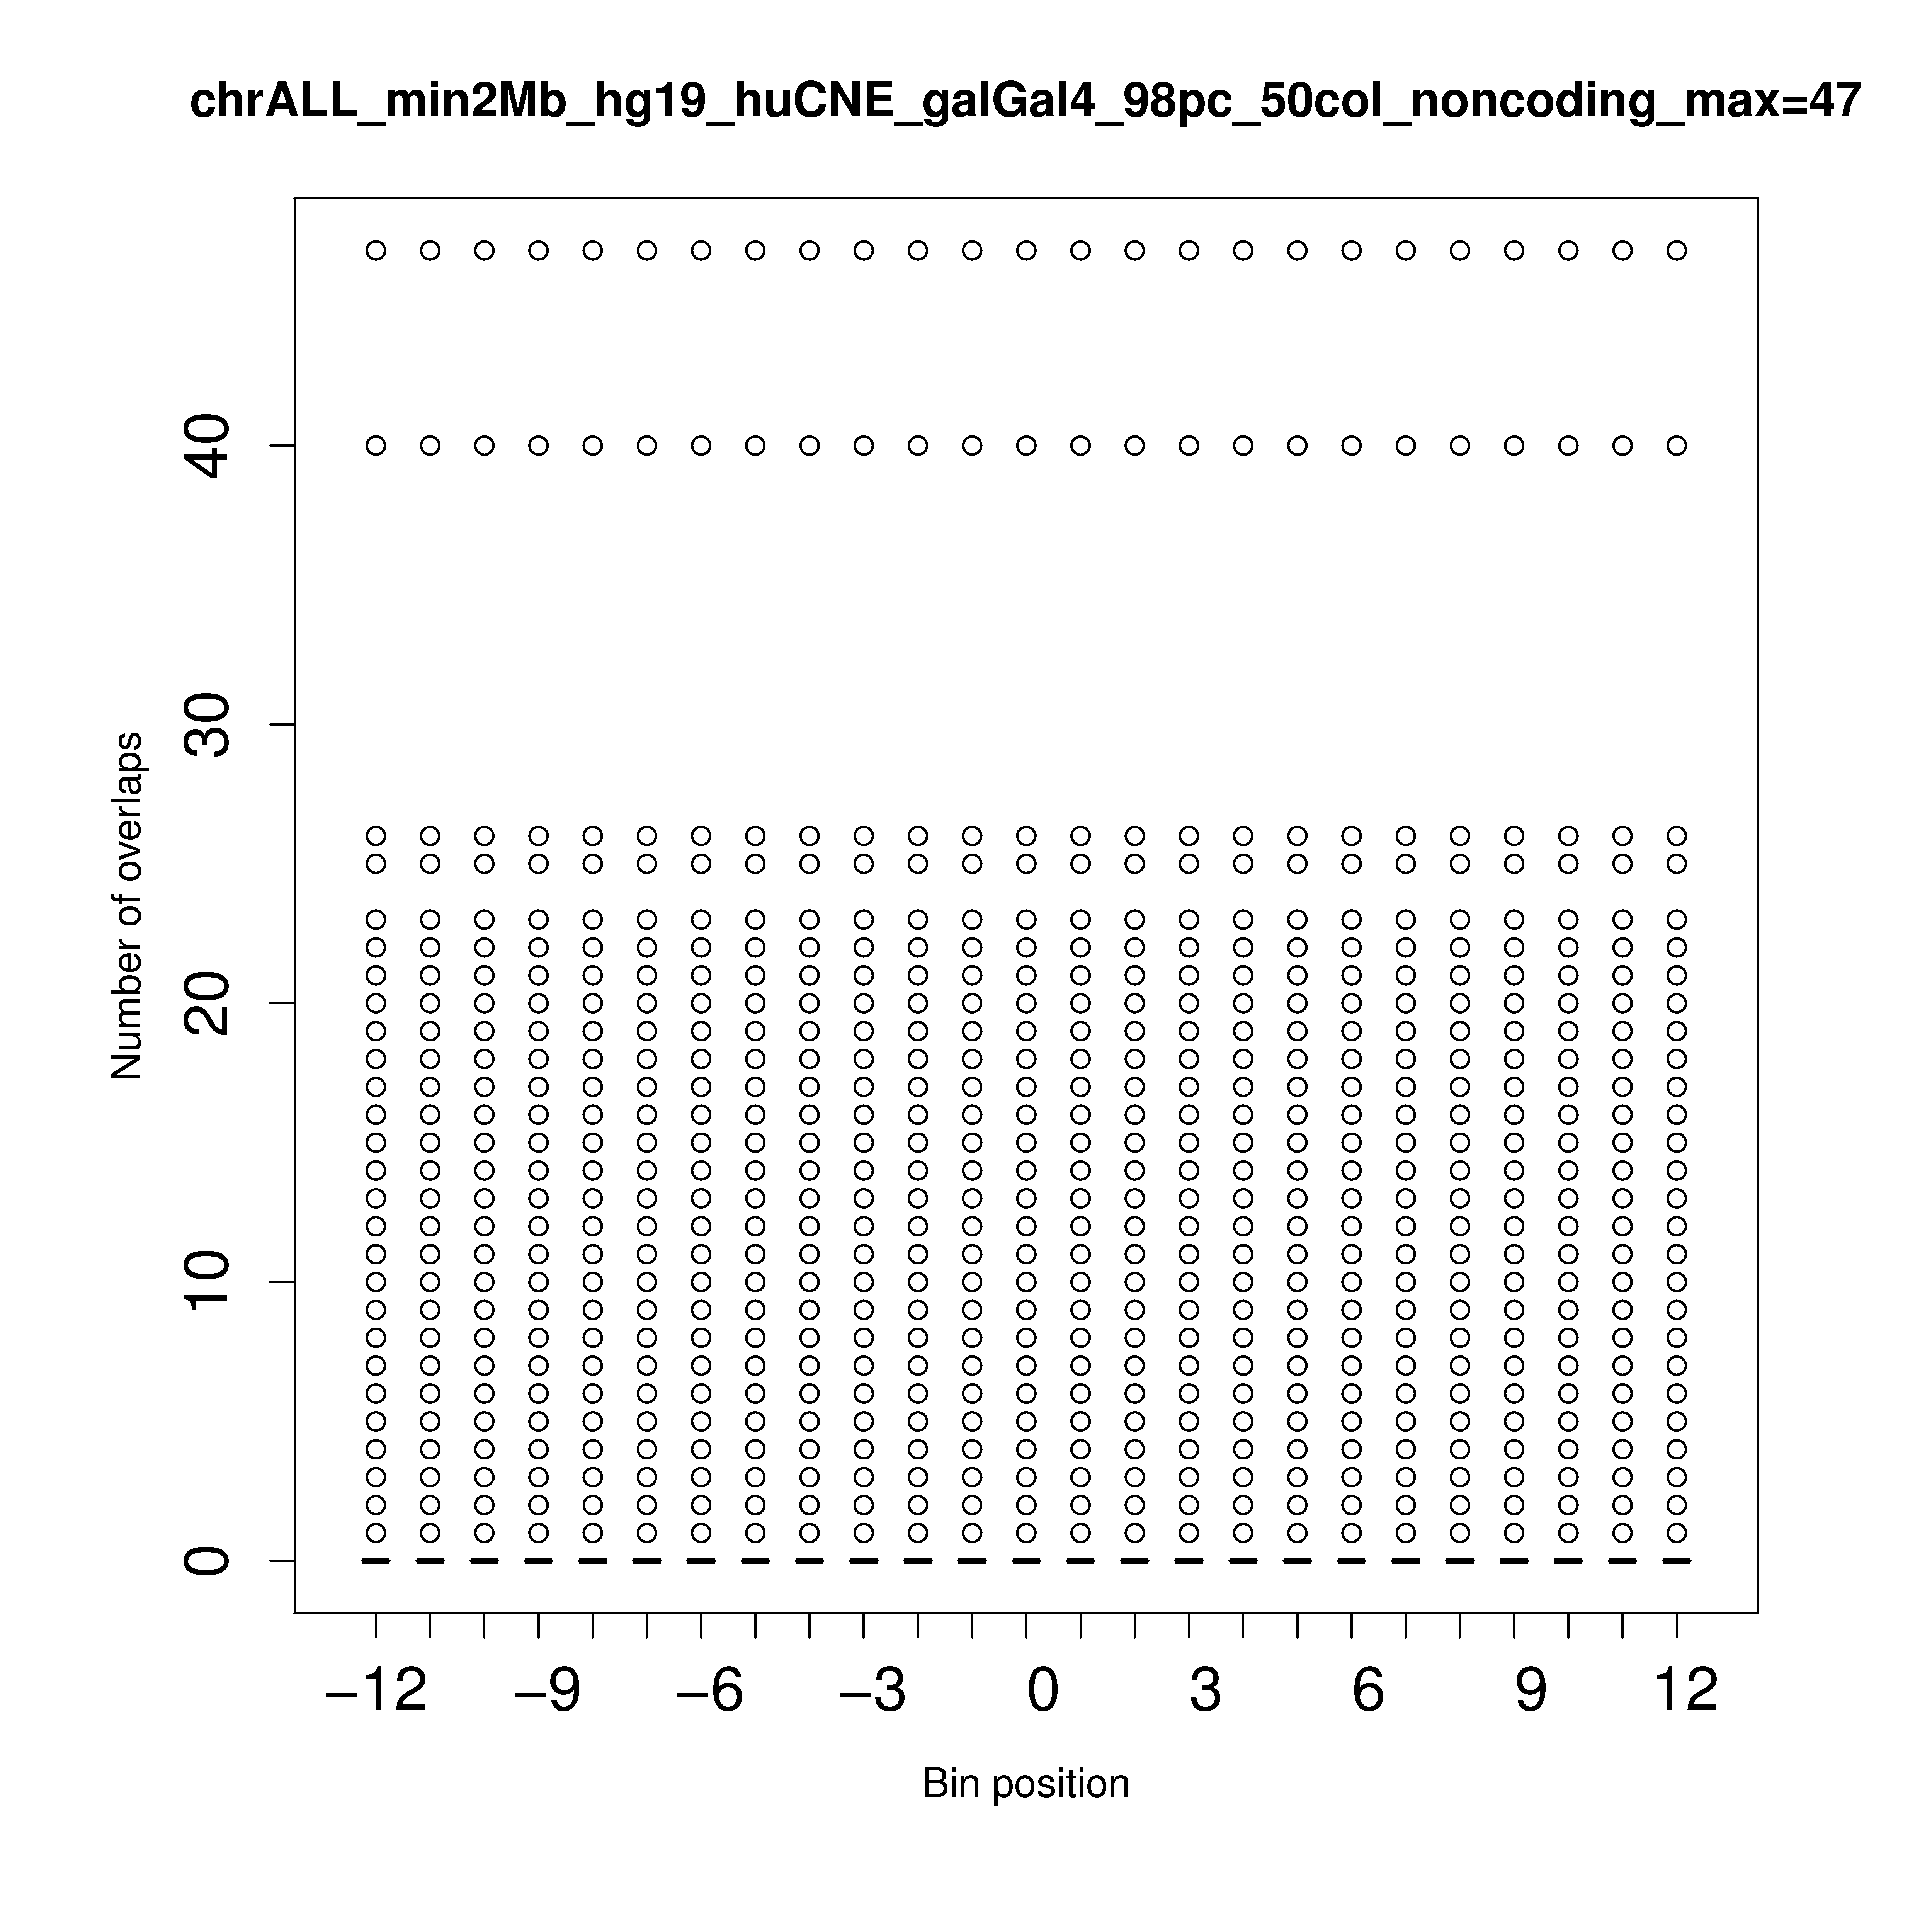 chrALL_min2Mb_hg19_huCNE_galGal4_98pc_50col_noncoding_max=47
Number of overlaps
40
30
20
10
0
−12 −9 −6 −3 0 3 6 9 12
Bin position